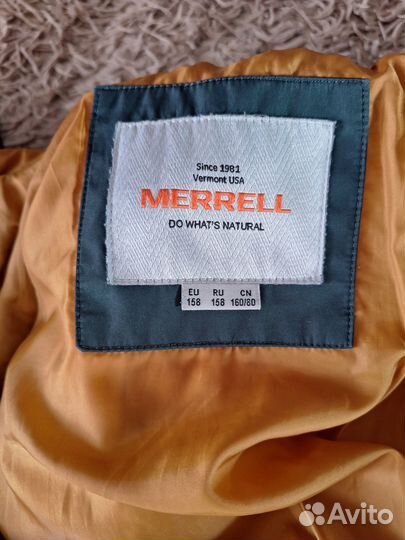 Since 1981
Vermont USA
MERRELL
DO WHAT'S NATURAL
EU RU CN
158 158 160/80
Avito